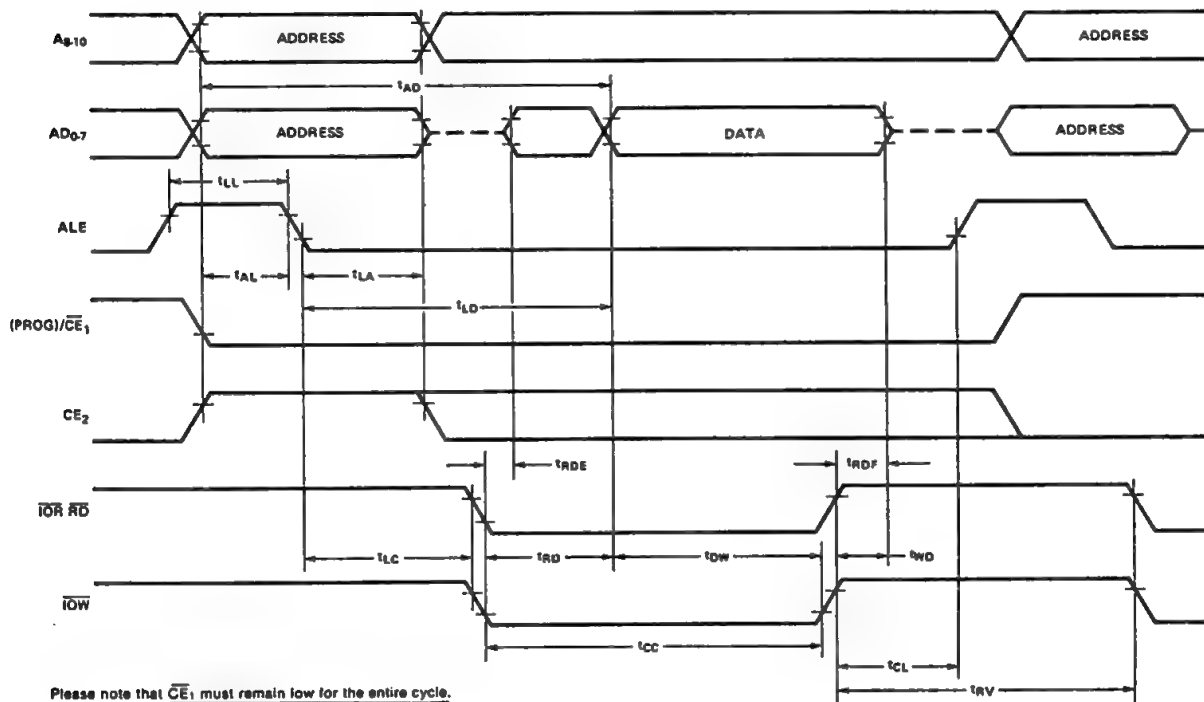 A8-10 ADDRESS ADDRESS
tAD
AD0-7 ADDRESS DATA ADDRESS
tLL
ALE
tAL tLA
tLD
(PROG)/CE1
CE2
tRDE tRDF
IOR RD
tLC tRD tDW tWD
IOW
tCC
tCL
Please note that CE1 must remain low for the entire cycle.
tRV